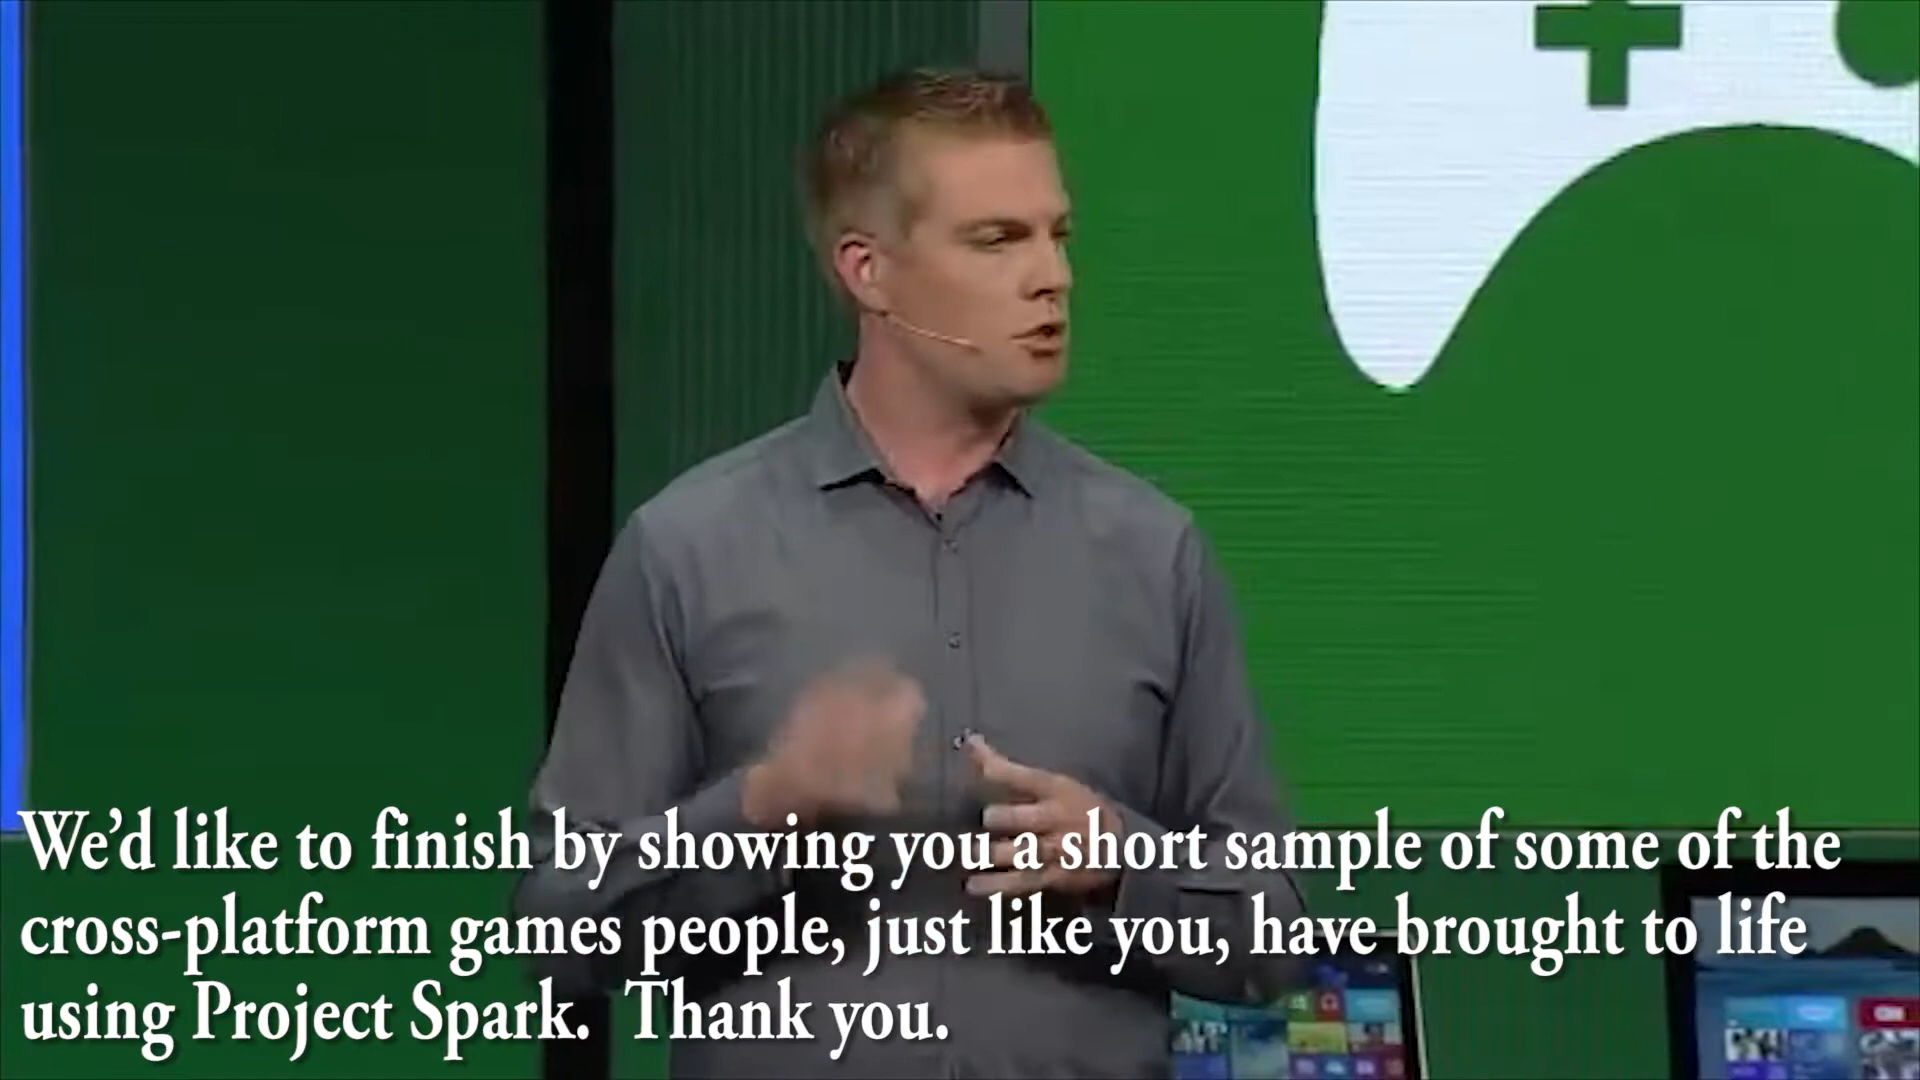 We’d like to finish by showing you a short sample of some of the
cross-platform games people, just like you, have brought to life
using Project Spark.  Thank you.